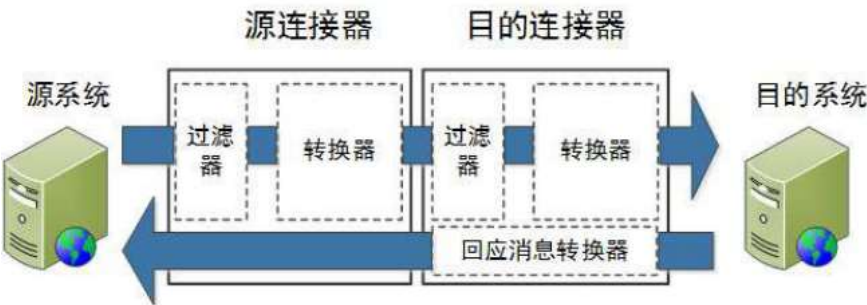 源连接器
目的连接器
源系统
目的系统
过滤
器
转换器
过滤
器
转换器
回应消息转换器